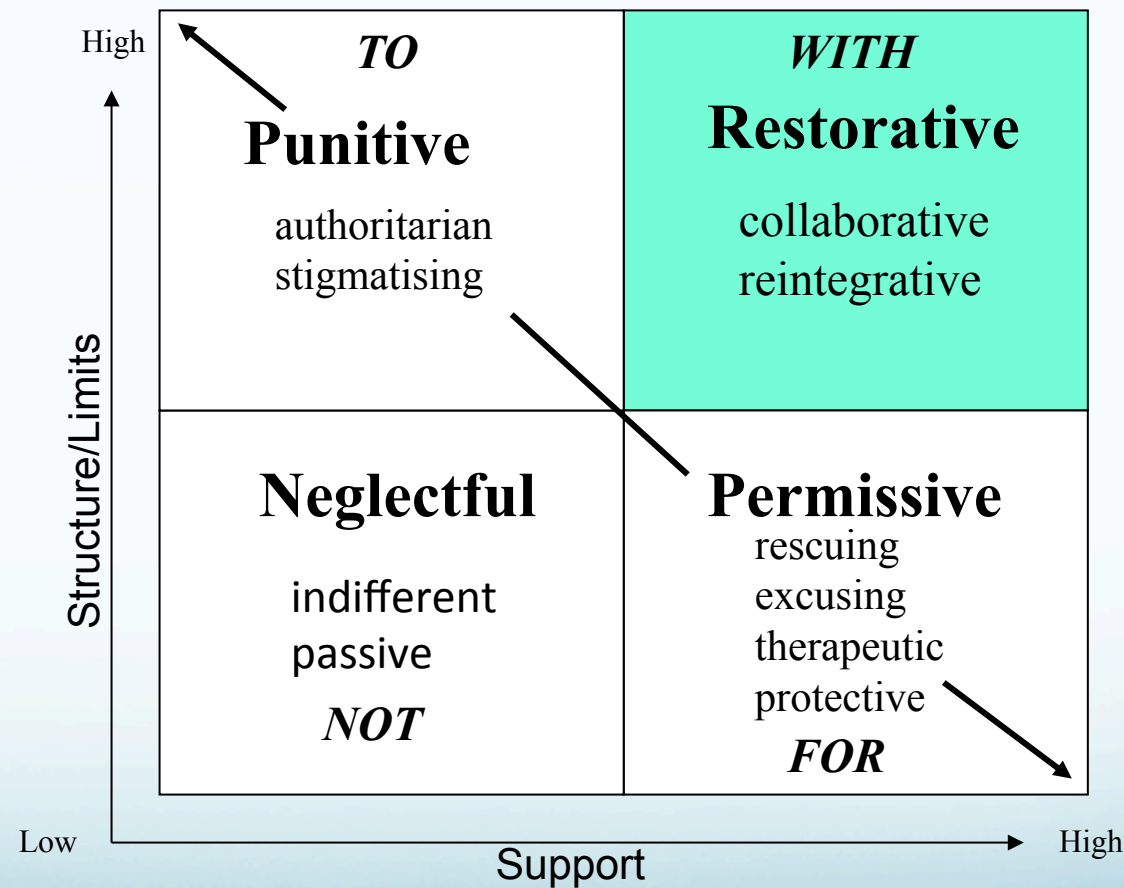 High
TO
WITH
Punitive
Restorative
authoritarian
stigmatising
collaborative
reintegrative
Structure/Limits
Neglectful
Permissive
indifferent
passive
rescuing
excusing
therapeutic
protective
NOT
FOR
Low
Support
High